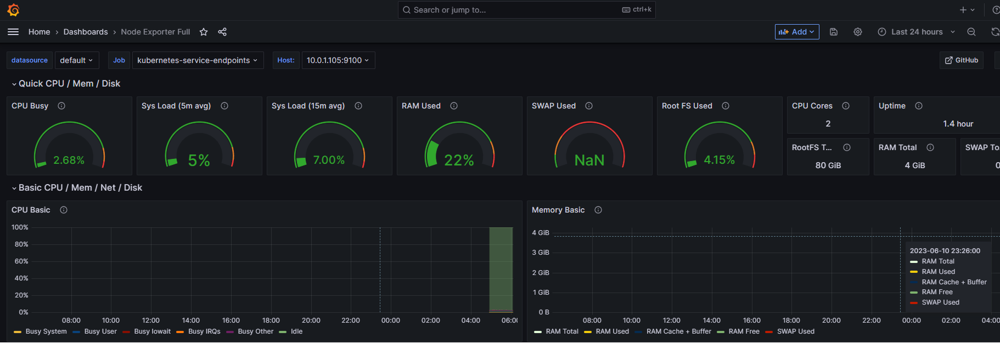 Search or jump to...
ctrl+k
Home › Dashboards › Node Exporter Full
Add
Last 24 hours
datasource default Job kubernetes-service-endpoints Host: 10.0.1.105:9100
GitHub
Quick CPU / Mem / Disk
CPU Busy
2.68%
Sys Load (5m avg)
5%
Sys Load (15m avg)
7.00%
RAM Used
22%
SWAP Used
NaN
Root FS Used
4.15%
CPU Cores
2
Uptime
1.4 hour
RootFS T...
80 GiB
RAM Total
4 GiB
SWAP To...
0
Basic CPU / Mem / Net / Disk
CPU Basic
100%
80%
60%
40%
20%
0%
08:00 10:00 12:00 14:00 16:00 18:00 20:00 22:00 00:00 02:00 04:00 06:00
Busy System Busy User Busy Iowait Busy IRQs Busy Other Idle
Memory Basic
4 GiB
3 GiB
2 GiB
1 GiB
0 B
2023-06-10 23:26:00
RAM Total
RAM Used
RAM Cache + Buffer
RAM Free
SWAP Used
08:00 10:00 12:00 14:00 16:00 18:00 20:00 22:00 00:00 02:00 04:00
RAM Total RAM Used RAM Cache + Buffer RAM Free SWAP Used